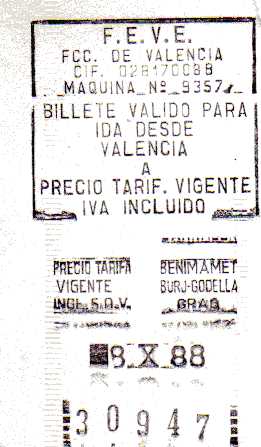 F.E.V.E.
FCC. DE VALENCIA
CIF. 028170088
MAQUINA Nº 9357
BILLETE VALIDO PARA
IDA DESDE
VALENCIA
A
PRECIO TARIF. VIGENTE
IVA INCLUIDO
PRECIO TARIFA
VIGENTE
INCL. S.O.V.
BENIMAMET
BURJ-GODELLA
GRAO
8 X 88
30947